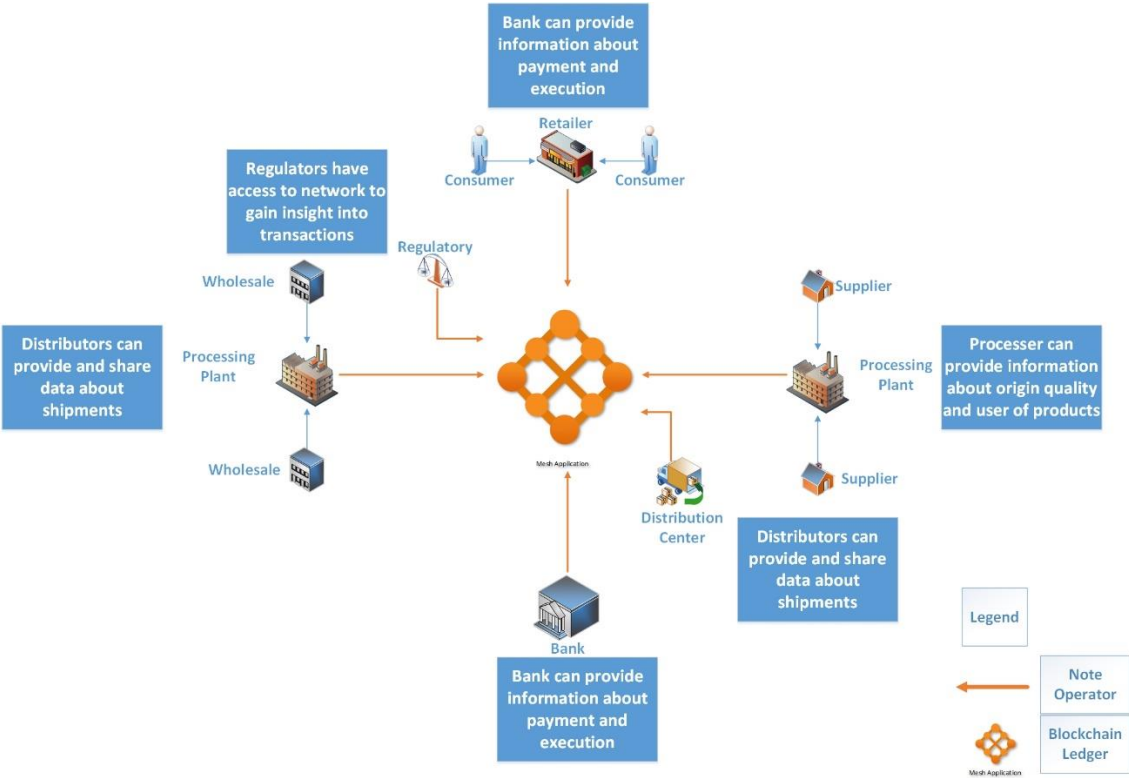 Bank can provide
information about
payment and
execution
Retailer
Consumer
Consumer
Regulators have
access to network to
gain insight into
transactions
Regulatory
Wholesale
Supplier
Distributors can
provide and share
data about
shipments
Processing
Plant
Processing
Plant
Processer can
provide information
about origin quality
and user of products
Wholesale
Mesh Application
Supplier
Distribution
Center
Distributors can
provide and share
data about
shipments
Bank
Bank can provide
information about
payment and
execution
Legend
Note
Operator
Blockchain
Ledger
Mesh Application